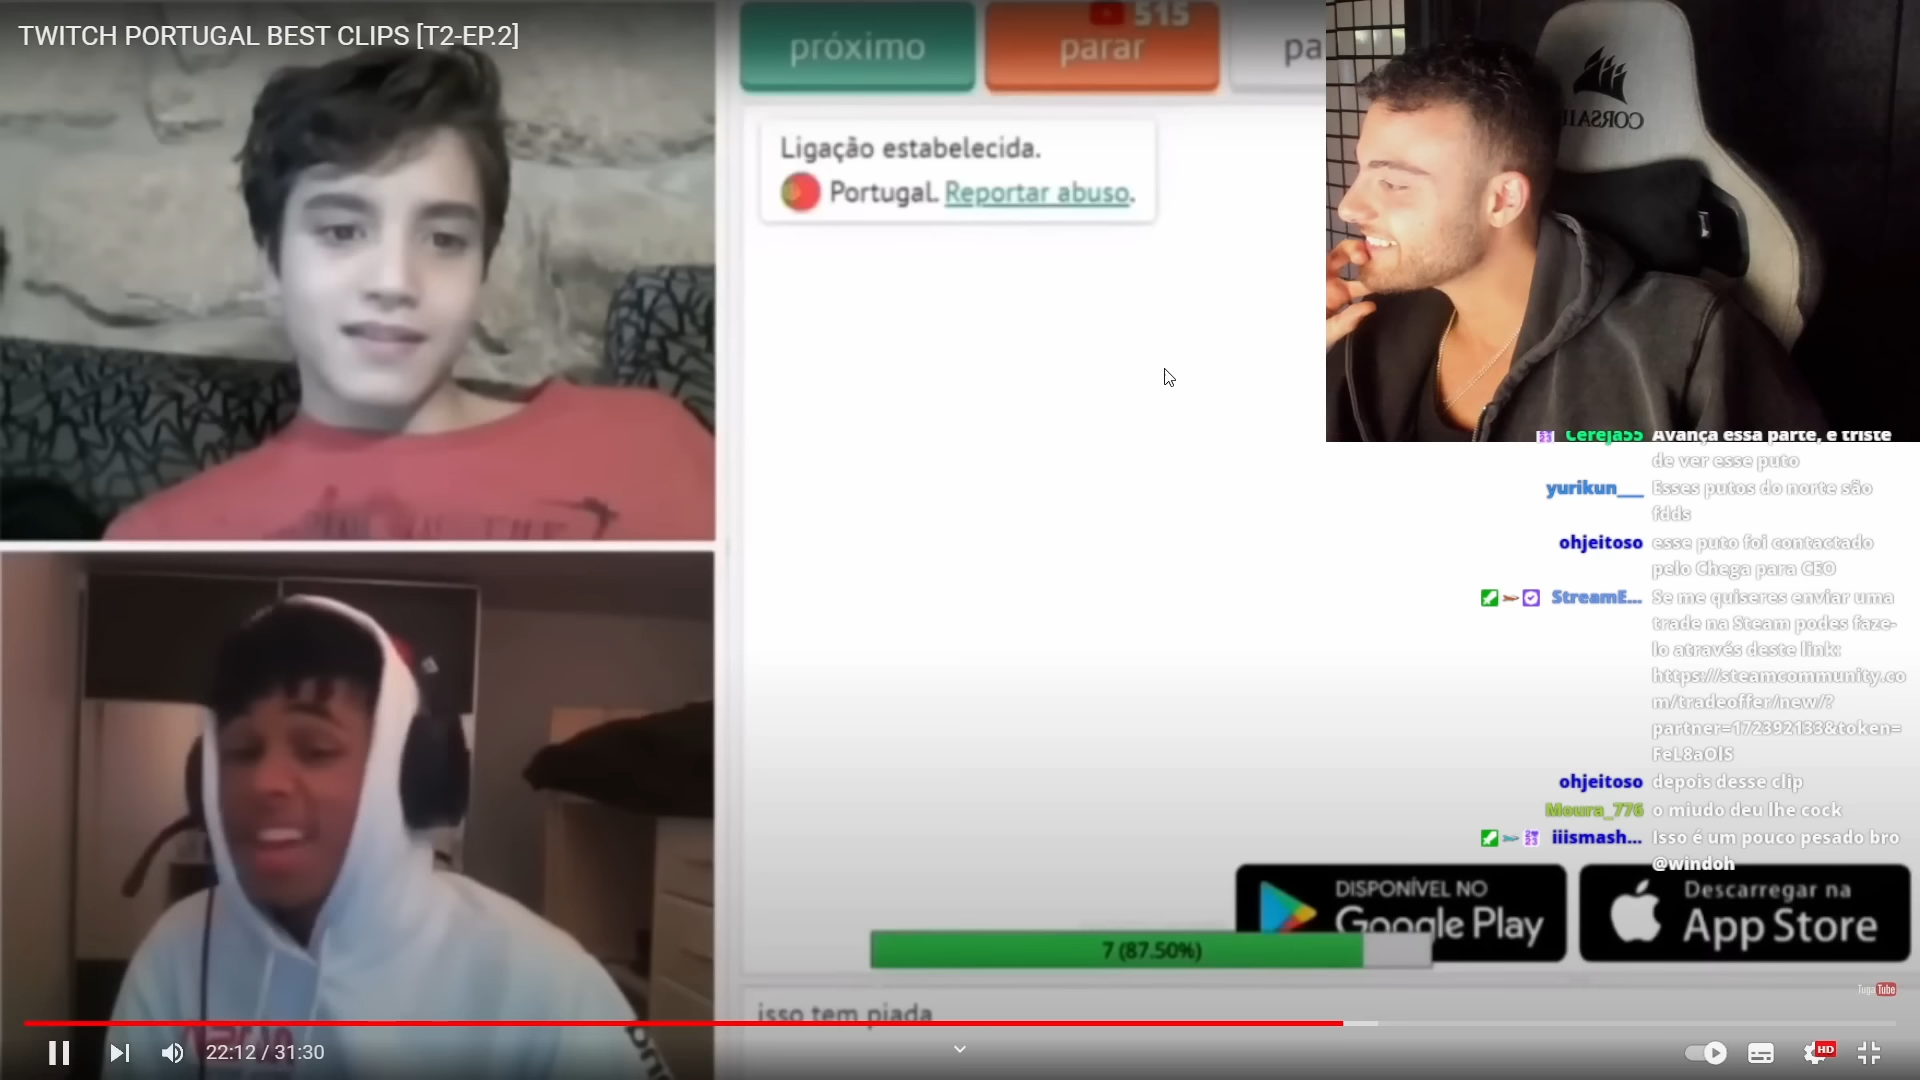 TWITCH PORTUGAL BEST CLIPS [T2-EP.2]
próximo
515
parar
pa
Ligação estabelecida.
Portugal. Reportar abuso.
CORSAIR
Cereja55 Avança essa parte, é triste
de ver esse puto
yurikun___ Esses putos do norte são
fdds
ohjeitoso esse puto foi contactado
pelo Chega para CEO
StreamE... Se me quiseres enviar uma
trade na Steam podes faze-
lo através deste link:
https://steamcommunity.co
m/tradeoffer/new/?
partner=172392133&token=
FeL8aOlS
ohjeitoso depois desse clip
Moura_776 o miudo deu lhe cock
iiismash... Isso é um pouco pesado bro
@windoh
DISPONÍVEL NO
Google Play
Descarregar na
App Store
7 (87.50%)
TugaTube
isso tem piada
22:12 / 31:30
HD